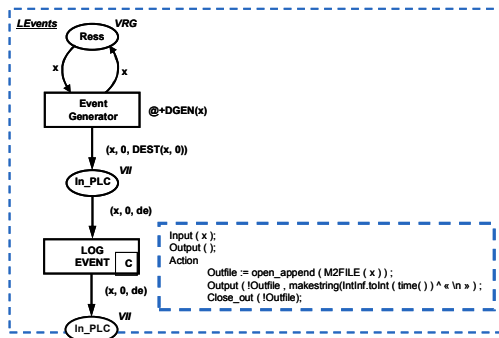 LEvents
VRG
Ress
x
x
Event
Generator
@+DGEN(x)
(x, 0, DEST(x, 0))
VII
In_PLC
(x, 0, de)
LOG
EVENT
C
Input ( x );
Output ( );
Action
Outfile := open_append ( M2FILE ( x ) ) ;
Output ( !Outfile , makestring(IntInf.toInt ( time( ) ) ^ « \n » ) ;
Close_out ( !Outfile);
(x, 0, de)
VII
In_PLC